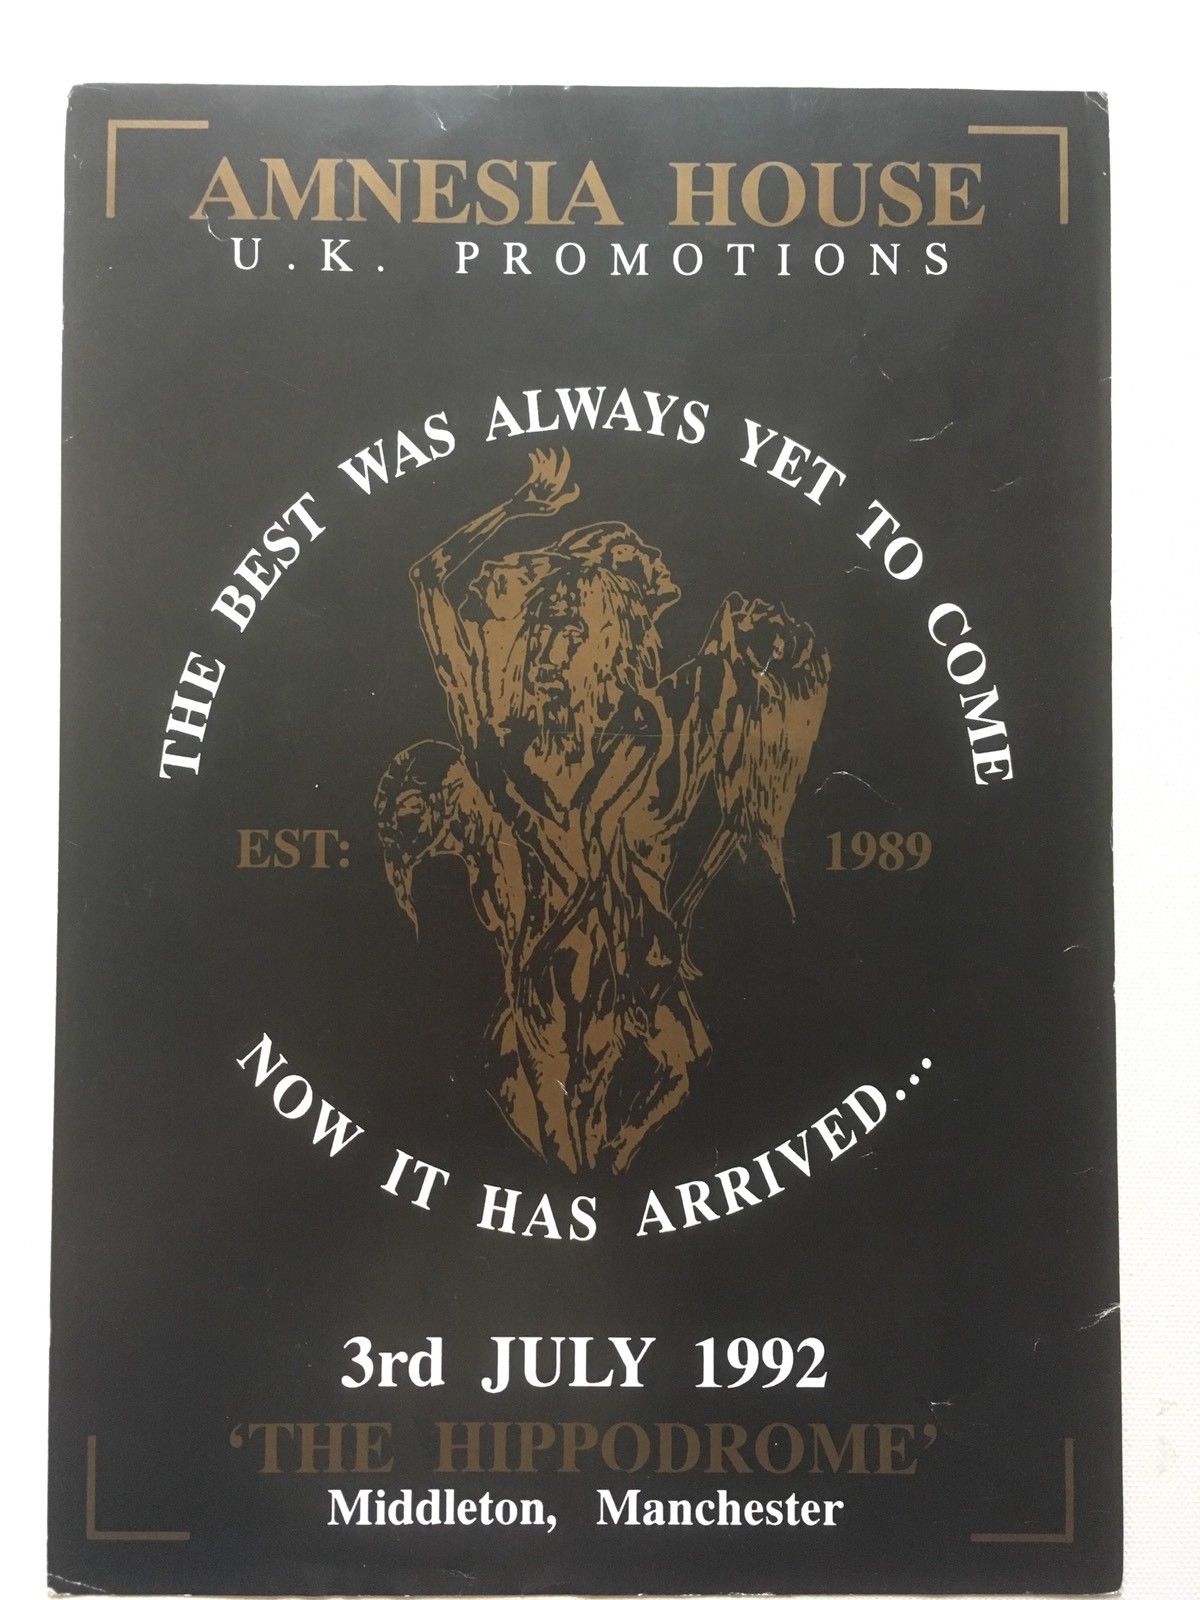 AMNESIA HOUSE
U.K. PROMOTIONS
THE BEST WAS ALWAYS YET TO COME
EST: 1989
NOW IT HAS ARRIVED...
3rd JULY 1992
‘THE HIPPODROME’
Middleton, Manchester